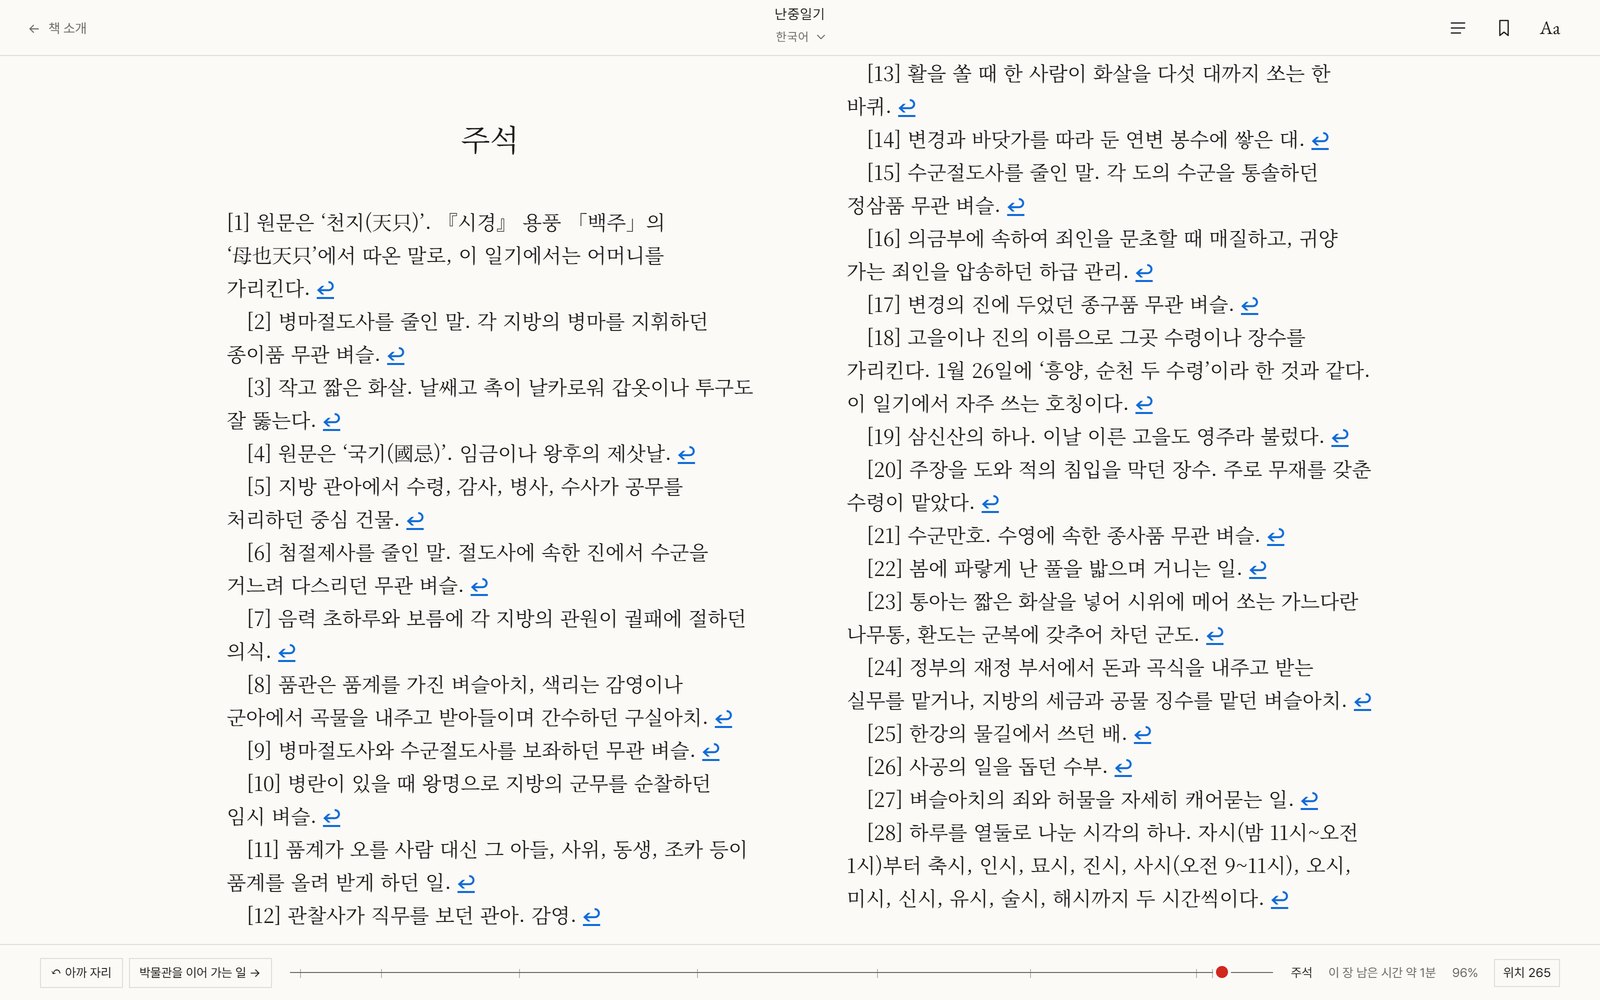 ← 책 소개
난중일기
한국어
Aa
주석
[1] 원문은 ‘천지(天只)’. 『시경』 용풍 「백주」의
‘母也天只’에서 따온 말로, 이 일기에서는 어머니를
가리킨다. ↩
[2] 병마절도사를 줄인 말. 각 지방의 병마를 지휘하던
종이품 무관 벼슬. ↩
[3] 작고 짧은 화살. 날쌔고 촉이 날카로워 갑옷이나 투구도
잘 뚫는다. ↩
[4] 원문은 ‘국기(國忌)’. 임금이나 왕후의 제삿날. ↩
[5] 지방 관아에서 수령, 감사, 병사, 수사가 공무를
처리하던 중심 건물. ↩
[6] 첨절제사를 줄인 말. 절도사에 속한 진에서 수군을
거느려 다스리던 무관 벼슬. ↩
[7] 음력 초하루와 보름에 각 지방의 관원이 궐패에 절하던
의식. ↩
[8] 품관은 품계를 가진 벼슬아치, 색리는 감영이나
군아에서 곡물을 내주고 받아들이며 간수하던 구실아치. ↩
[9] 병마절도사와 수군절도사를 보좌하던 무관 벼슬. ↩
[10] 병란이 있을 때 왕명으로 지방의 군무를 순찰하던
임시 벼슬. ↩
[11] 품계가 오를 사람 대신 그 아들, 사위, 동생, 조카 등이
품계를 올려 받게 하던 일. ↩
[12] 관찰사가 직무를 보던 관아. 감영. ↩
[13] 활을 쏠 때 한 사람이 화살을 다섯 대까지 쏘는 한
바퀴. ↩
[14] 변경과 바닷가를 따라 둔 연변 봉수에 쌓은 대. ↩
[15] 수군절도사를 줄인 말. 각 도의 수군을 통솔하던
정삼품 무관 벼슬. ↩
[16] 의금부에 속하여 죄인을 문초할 때 매질하고, 귀양
가는 죄인을 압송하던 하급 관리. ↩
[17] 변경의 진에 두었던 종구품 무관 벼슬. ↩
[18] 고을이나 진의 이름으로 그곳 수령이나 장수를
가리킨다. 1월 26일에 ‘흥양, 순천 두 수령’이라 한 것과 같다.
이 일기에서 자주 쓰는 호칭이다. ↩
[19] 삼신산의 하나. 이날 이른 고을도 영주라 불렀다. ↩
[20] 주장을 도와 적의 침입을 막던 장수. 주로 무재를 갖춘
수령이 맡았다. ↩
[21] 수군만호. 수영에 속한 종사품 무관 벼슬. ↩
[22] 봄에 파랗게 난 풀을 밟으며 거니는 일. ↩
[23] 통아는 짧은 화살을 넣어 시위에 메어 쏘는 가느다란
나무통, 환도는 군복에 갖추어 차던 군도. ↩
[24] 정부의 재정 부서에서 돈과 곡식을 내주고 받는
실무를 맡거나, 지방의 세금과 공물 징수를 맡던 벼슬아치. ↩
[25] 한강의 물길에서 쓰던 배. ↩
[26] 사공의 일을 돕던 수부. ↩
[27] 벼슬아치의 죄와 허물을 자세히 캐어묻는 일. ↩
[28] 하루를 열둘로 나눈 시각의 하나. 자시(밤 11시~오전
1시)부터 축시, 인시, 묘시, 진시, 사시(오전 9~11시), 오시,
미시, 신시, 유시, 술시, 해시까지 두 시간씩이다. ↩
↶ 아까 자리
박물관을 이어 가는 일 →
주석
이 장 남은 시간 약 1분
96%
위치 265